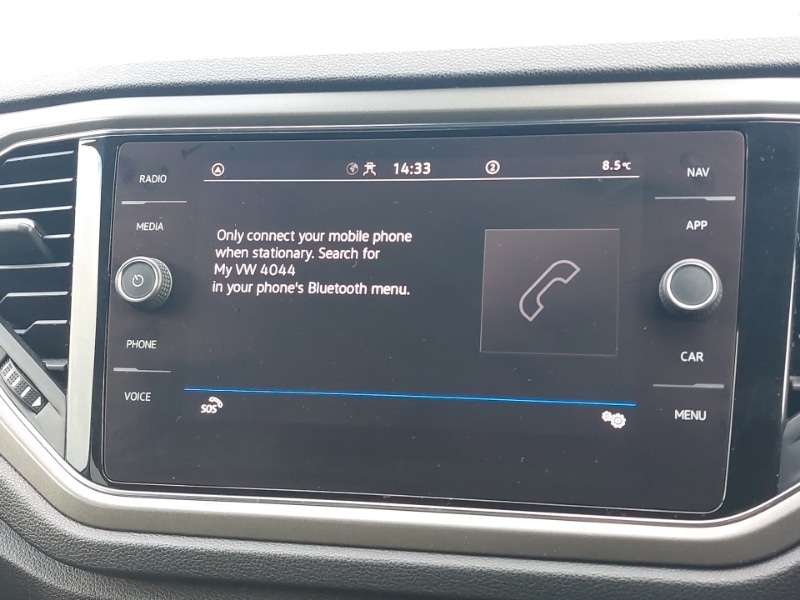 RADIO
MEDIA
PHONE
VOICE
14:33
2
8.5℃
Only connect your mobile phone
when stationary. Search for
My VW 4044
in your phone's Bluetooth menu.
SOS
NAV
APP
CAR
MENU